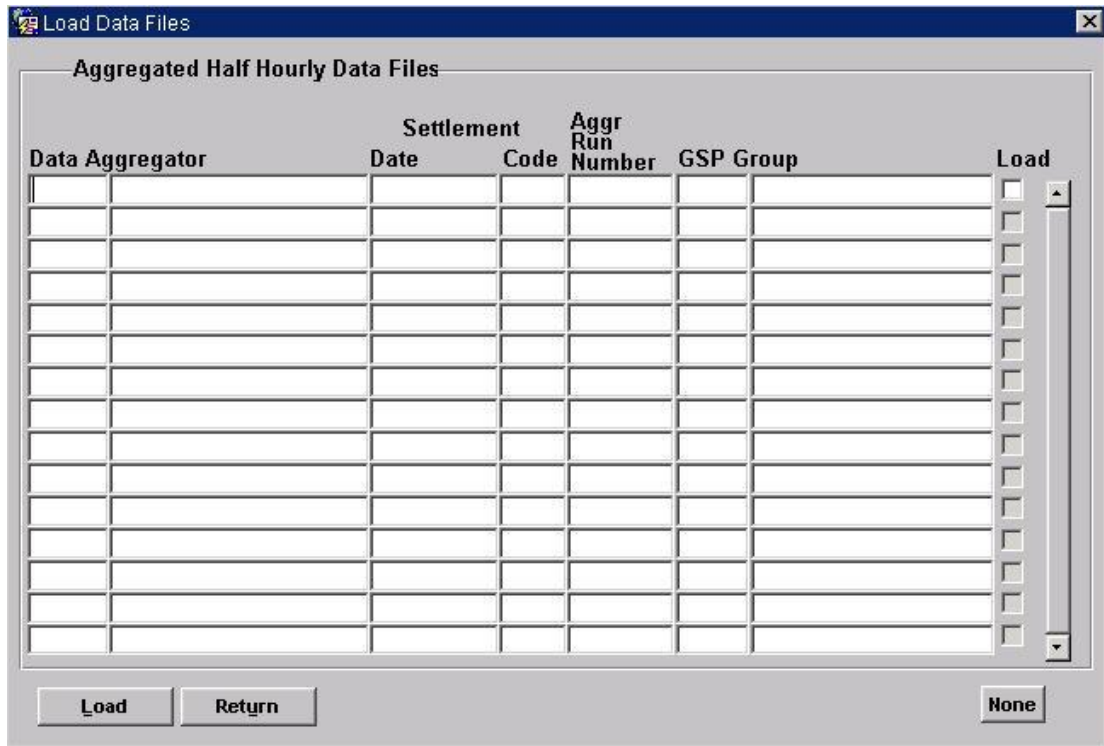 Load Data Files
Aggregated Half Hourly Data Files
Settlement
Aggr
Run
Data Aggregator Date Code Number GSP Group Load
Load Return None